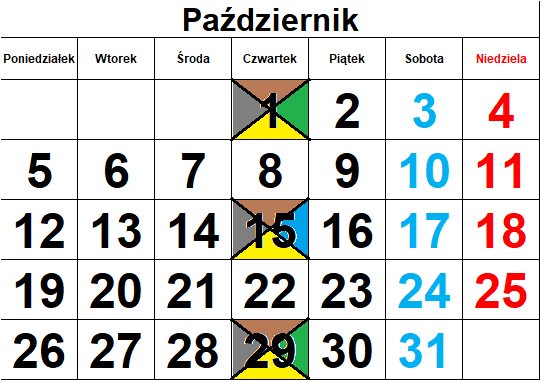 Październik
Poniedziałek Wtorek Środa Czwartek Piątek Sobota Niedziela
1 2 3 4
5 6 7 8 9 10 11
12 13 14 15 16 17 18
19 20 21 22 23 24 25
26 27 28 29 30 31